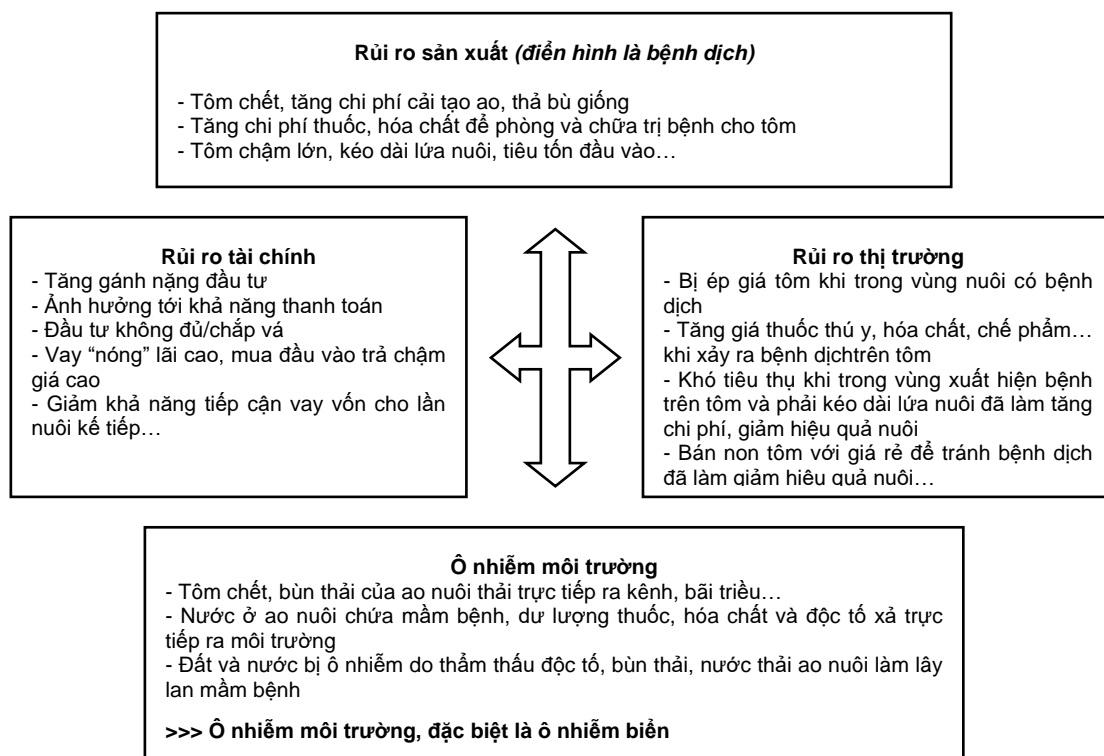 Rủi ro sản xuất (điển hình là bệnh dịch)
- Tôm chết, tăng chi phí cải tạo ao, thả bù giống
- Tăng chi phí thuốc, hóa chất để phòng và chữa trị bệnh cho tôm
- Tôm chậm lớn, kéo dài lứa nuôi, tiêu tốn đầu vào…
Rủi ro tài chính
- Tăng gánh nặng đầu tư
- Ảnh hưởng tới khả năng thanh toán
- Đầu tư không đủ/chắp vá
- Vay “nóng” lãi cao, mua đầu vào trả chậm
giá cao
- Giảm khả năng tiếp cận vay vốn cho lần
nuôi kế tiếp…
Rủi ro thị trường
- Bị ép giá tôm khi trong vùng nuôi có bệnh
dịch
- Tăng giá thuốc thú y, hóa chất, chế phẩm…
khi xảy ra bệnh dịchtrên tôm
- Khó tiêu thụ khi trong vùng xuất hiện bệnh
trên tôm và phải kéo dài lứa nuôi đã làm tăng
chi phí, giảm hiệu quả nuôi
- Bán non tôm với giá rẻ để tránh bệnh dịch
đã làm giảm hiệu quả nuôi…
Ô nhiễm môi trường
- Tôm chết, bùn thải của ao nuôi thải trực tiếp ra kênh, bãi triều…
- Nước ở ao nuôi chứa mầm bệnh, dư lượng thuốc, hóa chất và độc tố xả trực
tiếp ra môi trường
- Đất và nước bị ô nhiễm do thẩm thấu độc tố, bùn thải, nước thải ao nuôi làm lây
lan mầm bệnh
>>> Ô nhiễm môi trường, đặc biệt là ô nhiễm biển